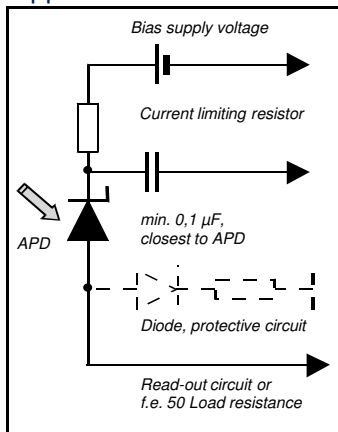 Bias supply voltage
Current limiting resistor
min. 0,1 µF,
closest to APD
APD
Diode, protective circuit
Read-out circuit or
f.e. 50 Load resistance